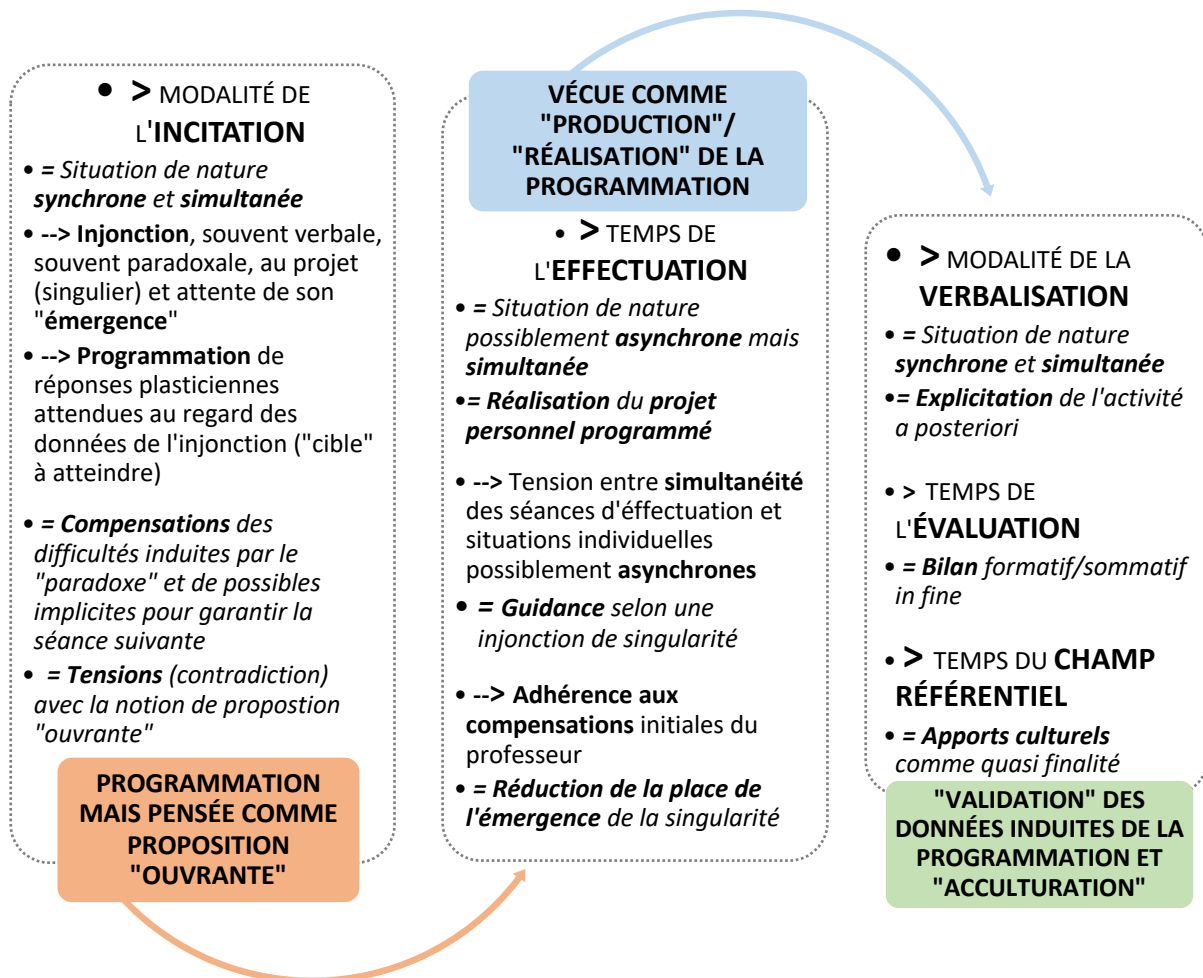 • > MODALITÉ DE
L'INCITATION
• = Situation de nature
synchrone et simultanée
• --> Injonction, souvent verbale,
souvent paradoxale, au projet
(singulier) et attente de son
"émergence"
• --> Programmation de
réponses plasticiennes
attendues au regard des
données de l'injonction ("cible"
à atteindre)
• = Compensations des
difficultés induites par le
"paradoxe" et de possibles
implicites pour garantir la
séance suivante
• = Tensions (contradiction)
avec la notion de propostion
"ouvrante"
PROGRAMMATION
MAIS PENSÉE COMME
PROPOSITION
"OUVRANTE"
VÉCUE COMME
"PRODUCTION"/
"RÉALISATION" DE LA
PROGRAMMATION
• > TEMPS DE
L'EFFECTUATION
• = Situation de nature
possiblement asynchrone mais
simultanée
•= Réalisation du projet
personnel programmé
• --> Tension entre simultanéité
des séances d'éffectuation et
situations individuelles
possiblement asynchrones
• = Guidance selon une
injonction de singularité
• --> Adhérence aux
compensations initiales du
professeur
• = Réduction de la place de
l'émergence de la singularité
• > MODALITÉ DE LA
VERBALISATION
• = Situation de nature
synchrone et simultanée
•= Explicitation de l'activité
a posteriori
• > TEMPS DE
L'ÉVALUATION
• = Bilan formatif/sommatif
in fine
• > TEMPS DU CHAMP
RÉFÉRENTIEL
• = Apports culturels
comme quasi finalité
"VALIDATION" DES
DONNÉES INDUITES DE LA
PROGRAMMATION ET
"ACCULTURATION"